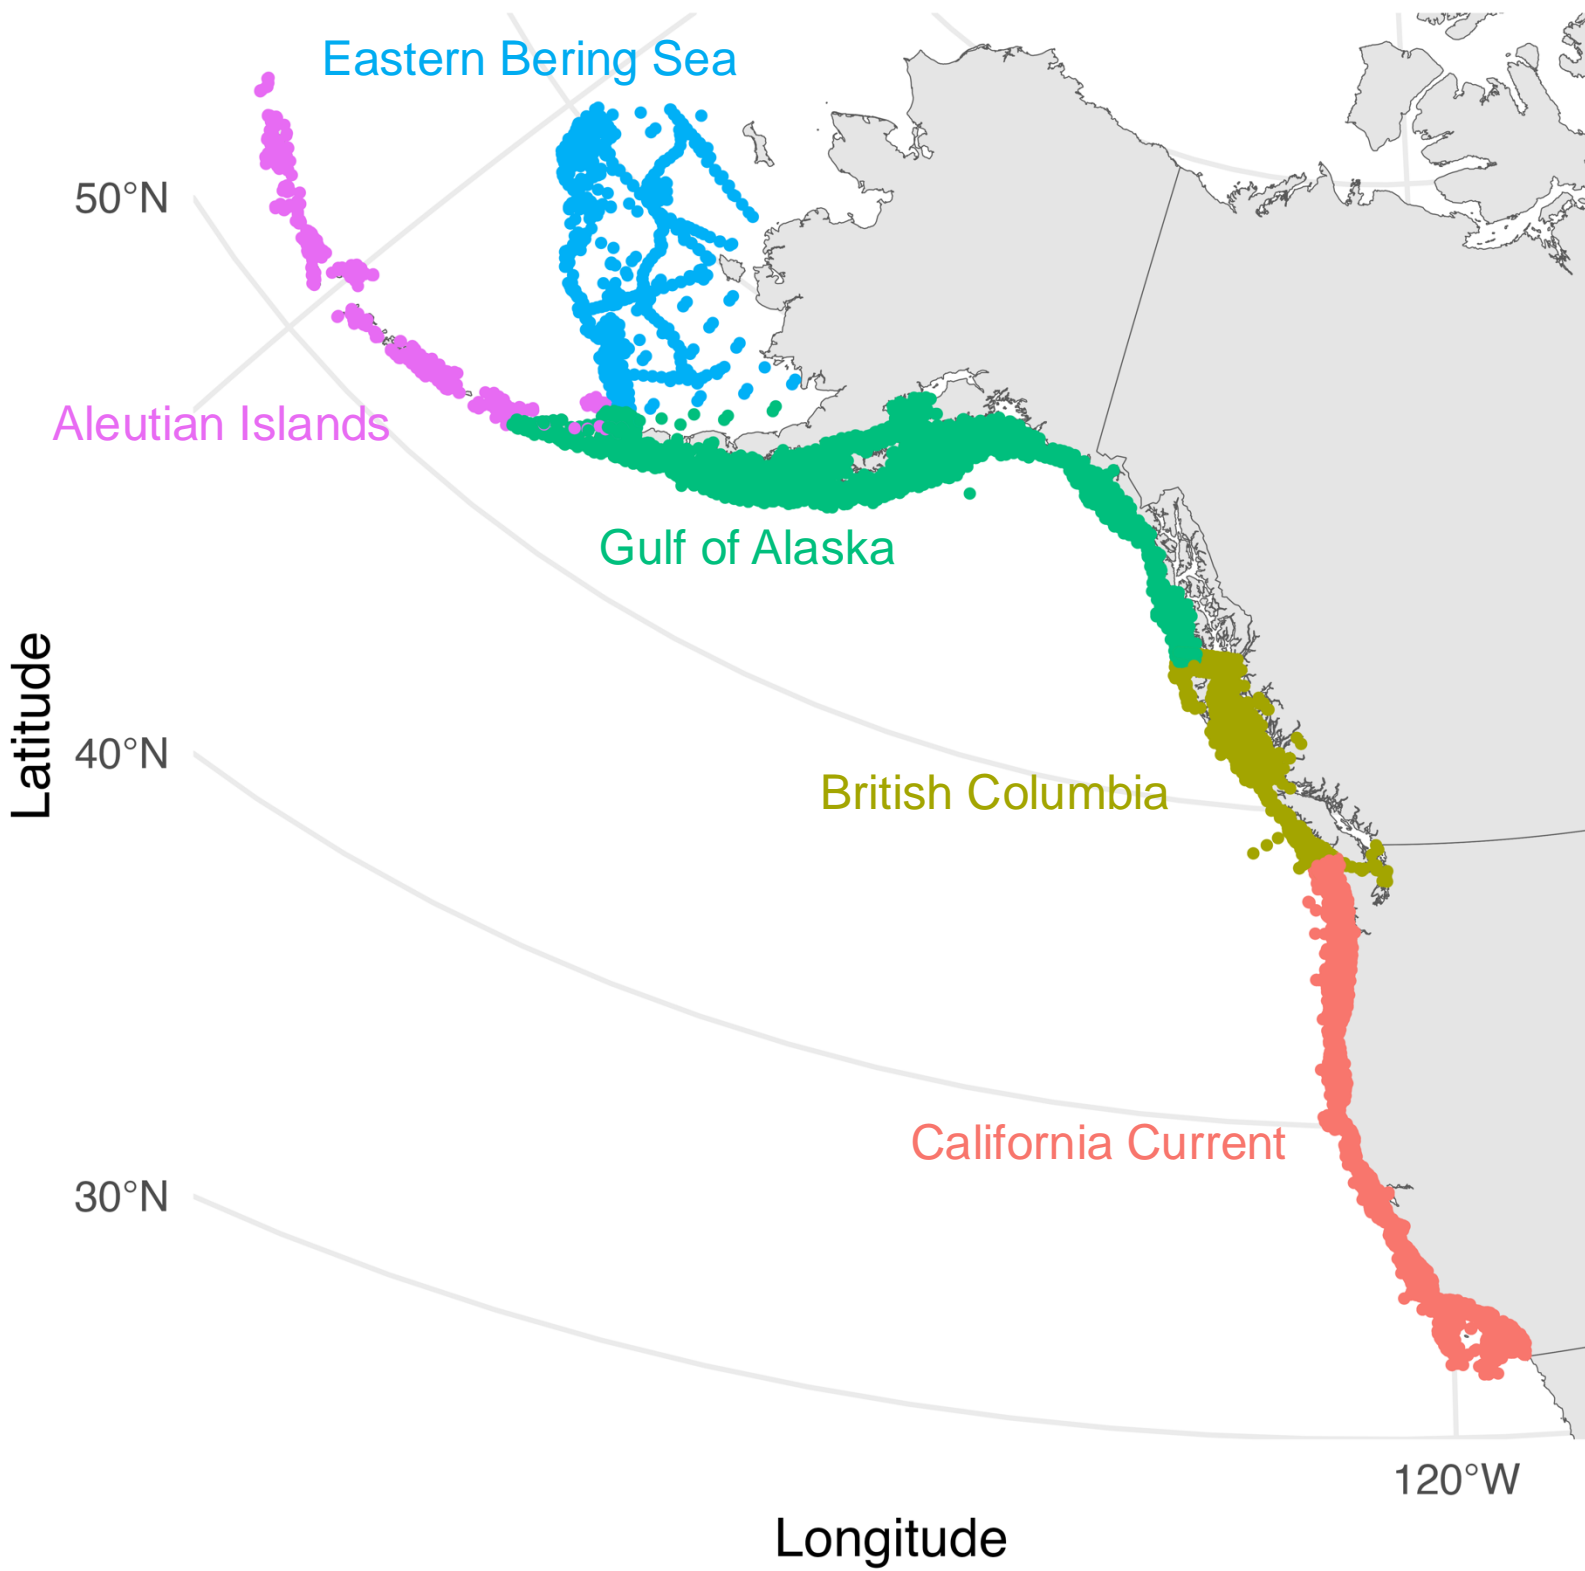 Eastern Bering Sea
50°N
Aleutian Islands
Gulf of Alaska
Latitude
40°N
British Columbia
California Current
30°N
120°W
Longitude